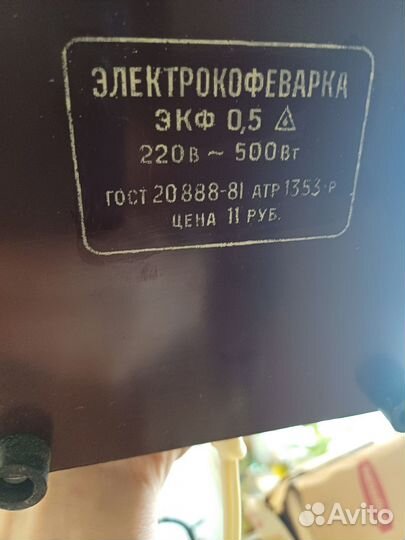 ЭЛЕКТРОКОФЕВАРКА
ЭКФ 0,5
220В ~ 500Вт
ГОСТ 20888-81 АТР 1353-Р
ЦЕНА 11 РУБ.
Avito